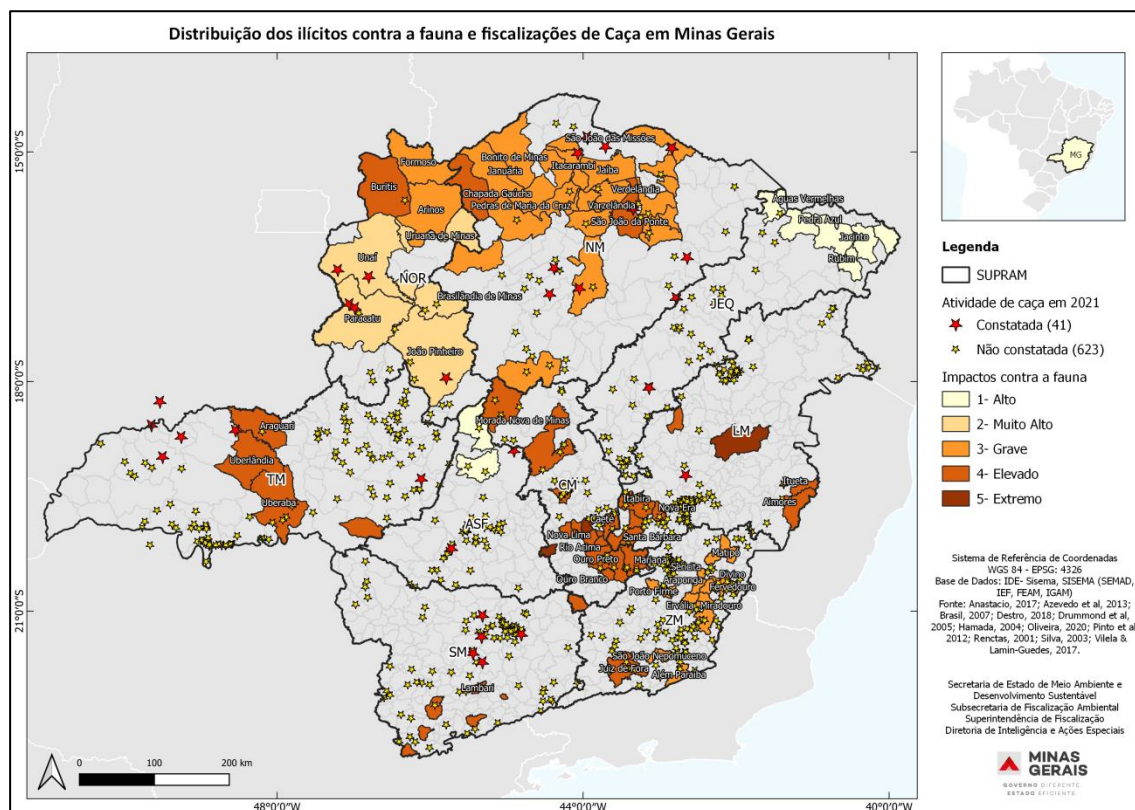 Distribuição dos ilícitos contra a fauna e fiscalizações de Caça em Minas Gerais
15°0'0"S
18°0'0"S
21°0'0"S
48°0'0"W
44°0'0"W
40°0'0"W
São João das Missões
Formoso
Bonito de Minas
Januária
Itacarambi
Jaíba
Buritis
Chapada Gaúcha
Verdelândia
Arinos
Pedras de Maria da Cruz
Varzelândia
São João da Ponte
Águas Vermelhas
Pedra Azul
Jacinto
Rubim
Uruana de Minas
NM
Unaí
NOR
Brasilândia de Minas
JEQ
Paracatu
João Pinheiro
Morada Nova de Minas
Araguari
LM
Uberlândia
TM
Uberaba
CM
Itueta
Aimorés
Itabira
Nova Era
ASF
Caeté
Nova Lima
Santa Bárbara
Rio Acima
Ouro Preto
Mariana
Matipó
Sericita
Ouro Branco
Araponga
Divino
Fervedouro
Porto Firme
Ervália
Miradouro
ZM
SM
São João Nepomuceno
Juiz de Fora
Além Paraíba
Lambari
0 100 200 km
MG
Legenda
SUPRAM
Atividade de caça em 2021
Constatada (41)
Não constatada (623)
Impactos contra a fauna
1- Alto
2- Muito Alto
3- Grave
4- Elevado
5- Extremo
Sistema de Referência de Coordenadas
WGS 84 - EPSG: 4326
Base de Dados: IDE- Sisema, SISEMA (SEMAD,
IEF, FEAM, IGAM)
Fonte: Anastacio, 2017; Azevedo et al, 2013;
Brasil, 2007; Destro, 2018; Drummond et al,
2005; Hamada, 2004; Oliveira, 2020; Pinto et al
2012; Renctas, 2001; Silva, 2003; Vilela &
Lamin-Guedes, 2017.
Secretaria de Estado de Meio Ambiente e
Desenvolvimento Sustentável
Subsecretaria de Fiscalização Ambiental
Superintendência de Fiscalização
Diretoria de Inteligência e Ações Especiais
MINAS
GERAIS
GOVERNO DIFERENTE.
ESTADO EFICIENTE.